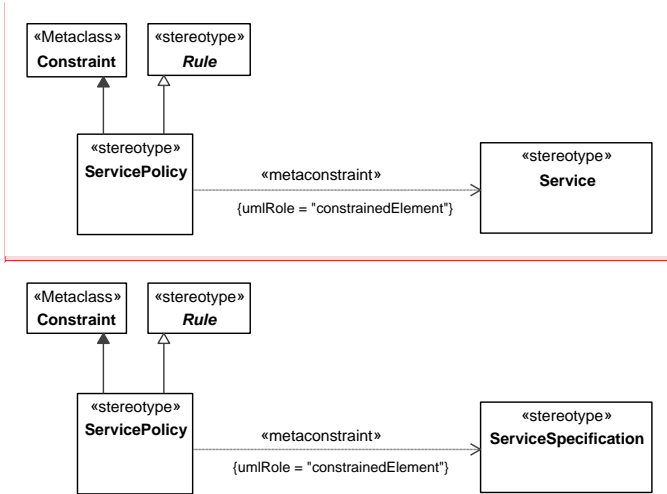 «Metaclass»
Constraint
«stereotype»
Rule
«stereotype»
ServicePolicy
«metaconstraint»
{umlRole = "constrainedElement"}
«stereotype»
Service
«Metaclass»
Constraint
«stereotype»
Rule
«stereotype»
ServicePolicy
«metaconstraint»
{umlRole = "constrainedElement"}
«stereotype»
ServiceSpecification